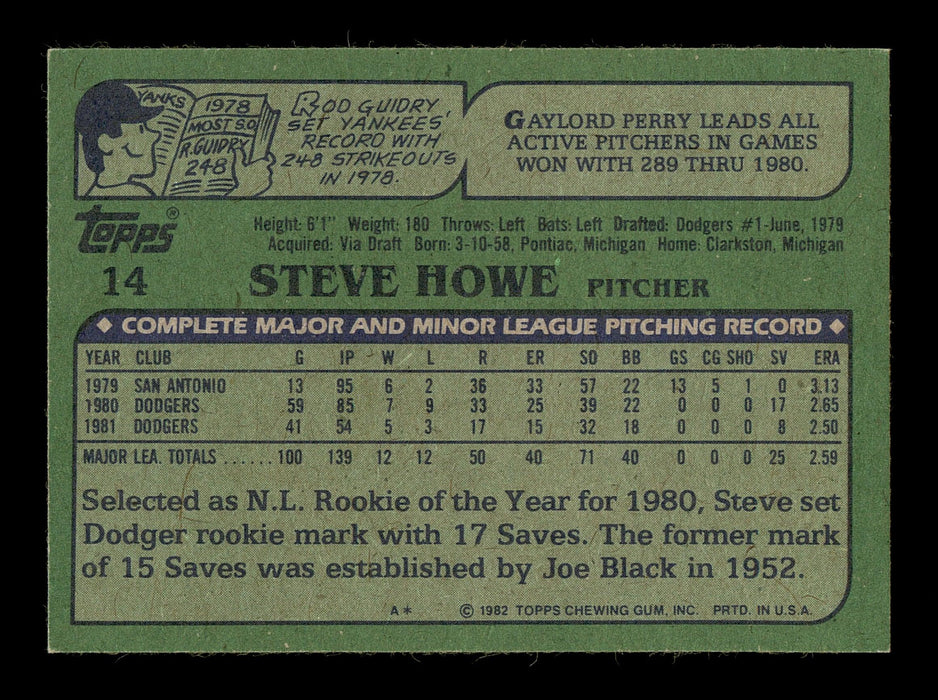 YANKS
1978
MOST S.O.
R.GUIDRY
248
ROD GUIDRY
SET YANKEES'
RECORD WITH
248 STRIKEOUTS
IN 1978.
GAYLORD PERRY LEADS ALL
ACTIVE PITCHERS IN GAMES
WON WITH 289 THRU 1980.
TOPPS®
Height: 6'1" Weight: 180 Throws: Left Bats: Left Drafted: Dodgers #1-June, 1979
Acquired: Via Draft Born: 3-10-58, Pontiac, Michigan Home: Clarkston, Michigan
14 STEVE HOWE PITCHER
◆ COMPLETE MAJOR AND MINOR LEAGUE PITCHING RECORD ◆
YEAR CLUB G IP W L R ER SO BB GS CG SHO SV ERA
1979 SAN ANTONIO 13 95 6 2 36 33 57 22 13 5 1 0 3.13
1980 DODGERS 59 85 7 9 33 25 39 22 0 0 0 17 2.65
1981 DODGERS 41 54 5 3 17 15 32 18 0 0 0 8 2.50
MAJOR LEA. TOTALS ...... 100 139 12 12 50 40 71 40 0 0 0 25 2.59
Selected as N.L. Rookie of the Year for 1980, Steve set
Dodger rookie mark with 17 Saves. The former mark
of 15 Saves was established by Joe Black in 1952.
A* © 1982 TOPPS CHEWING GUM, INC. PRTD. IN U.S.A.